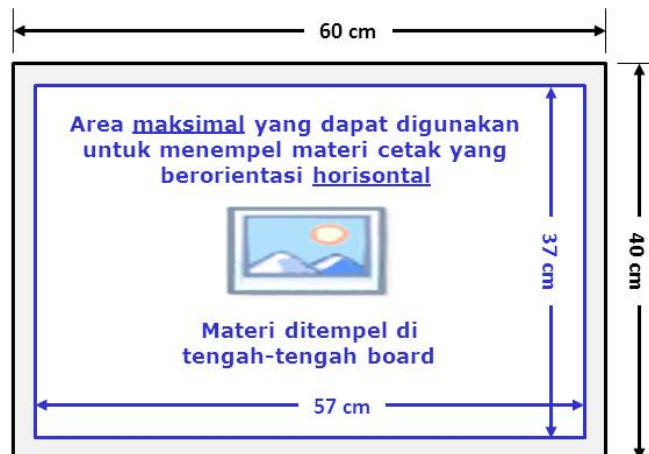 60 cm
Area maksimal yang dapat digunakan
untuk menempel materi cetak yang
berorientasi horisontal
37 cm
40 cm
Materi ditempel di
tengah-tengah board
57 cm